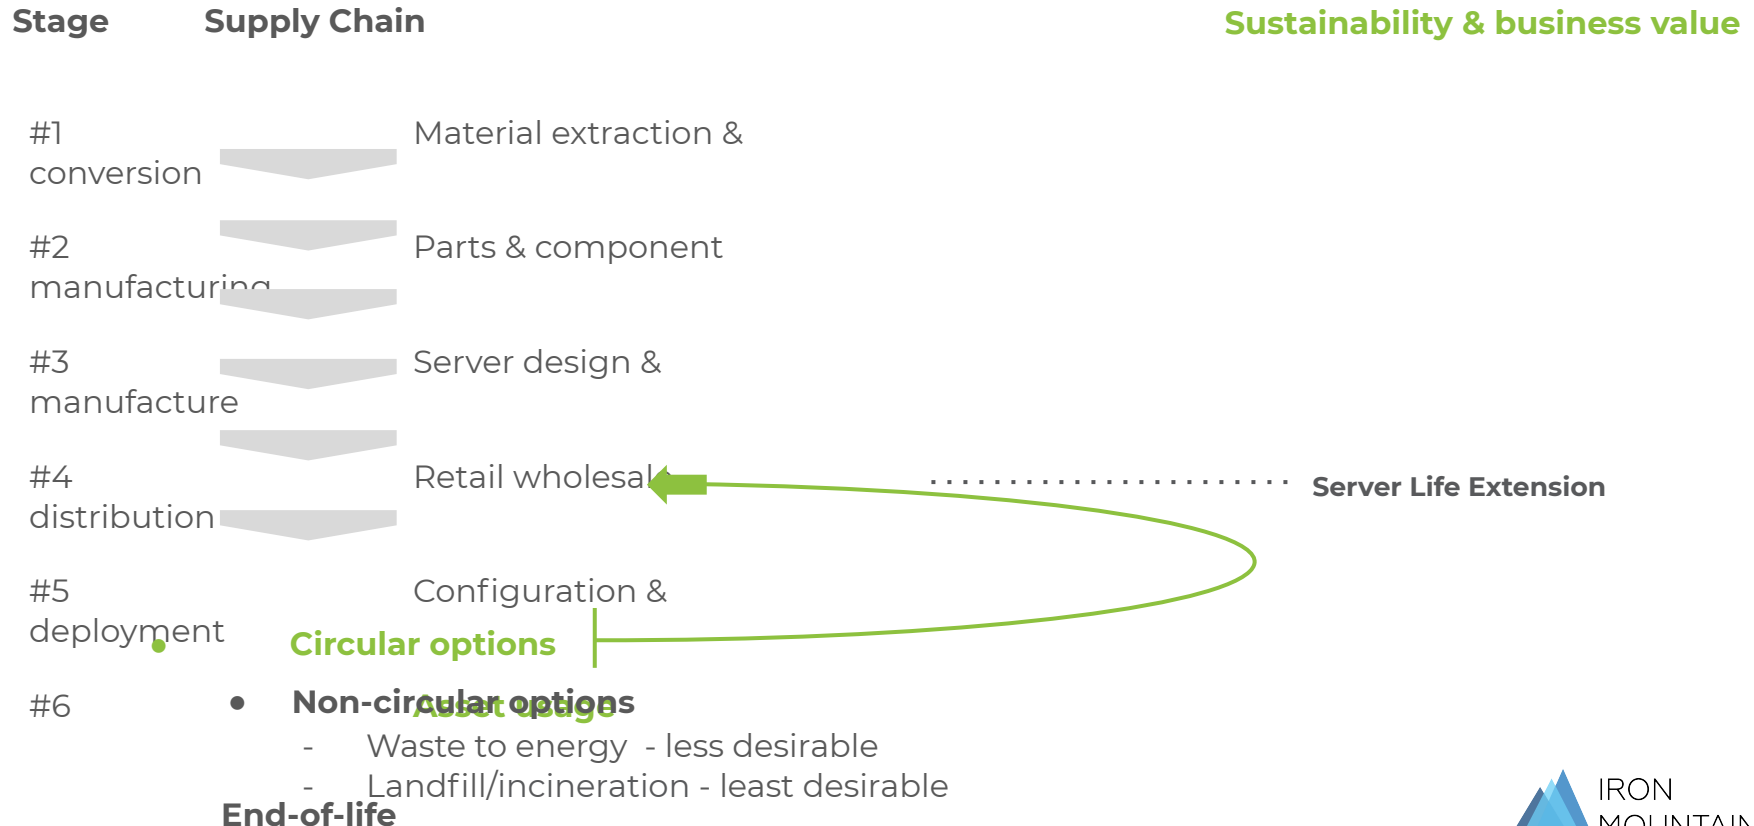 Stage Supply Chain Sustainability & business value
#1 Material extraction &
conversion
#2 Parts & component
manufacturing
#3 Server design &
manufacture
#4 Retail wholesale
distribution
Server Life Extension
#5 Configuration &
deployment
• Circular options
#6 Asset usage
• Non-circular options
- Waste to energy - less desirable
- Landfill/incineration - least desirable
End-of-life
IRON
MOUNTAIN